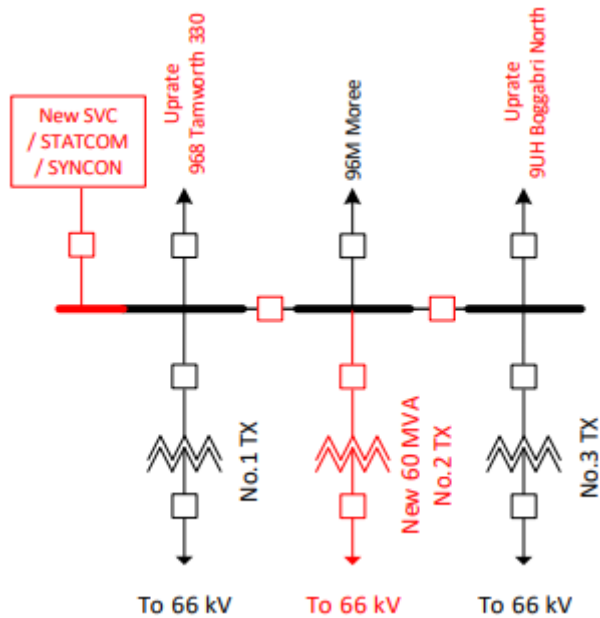 New SVC
/ STATCOM
/ SYNCON
Uprate
968 Tamworth 330
96M Moree
Uprate
9UH Boggabri North
No.1 TX
New 60 MVA
No.2 TX
No.3 TX
To 66 kV
To 66 kV
To 66 kV